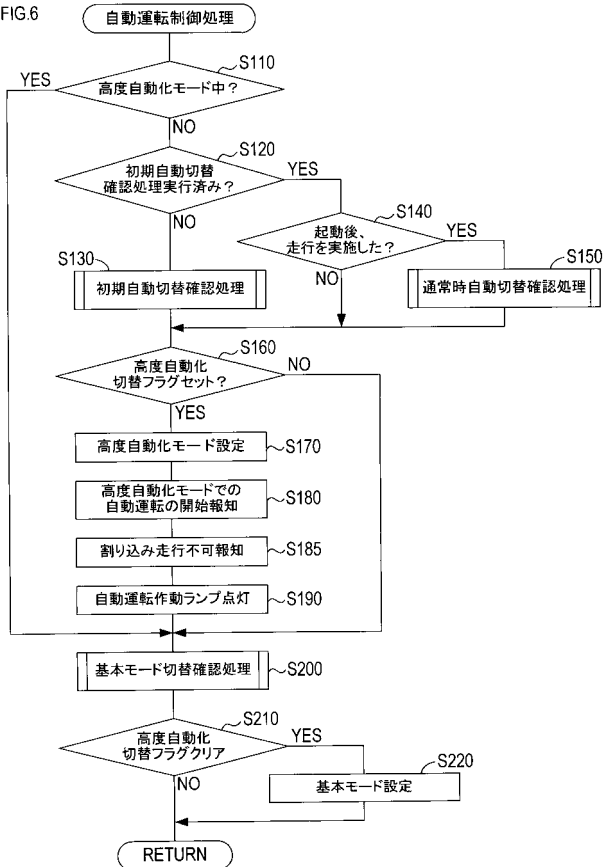 FIG.6
自動運転制御処理
S110
YES
高度自動化モード中？
NO
S120
初期自動切替
確認処理実行済み？
YES
NO
S140
起動後、
走行を実施した？
YES
NO
S130
初期自動切替確認処理
S150
通常時自動切替確認処理
S160
高度自動化
切替フラグセット？
NO
YES
高度自動化モード設定
S170
高度自動化モードでの
自動運転の開始報知
S180
割り込み走行不可報知
S185
自動運転作動ランプ点灯
S190
基本モード切替確認処理
S200
S210
高度自動化
切替フラグクリア
YES
NO
S220
基本モード設定
RETURN